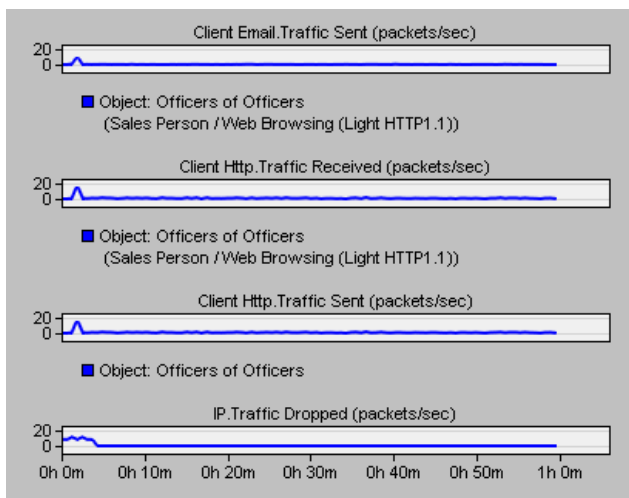 Client Email.Traffic Sent (packets/sec)
20
0
Object: Officers of Officers
(Sales Person / Web Browsing (Light HTTP1.1))
Client Http.Traffic Received (packets/sec)
20
0
Object: Officers of Officers
(Sales Person / Web Browsing (Light HTTP1.1))
Client Http.Traffic Sent (packets/sec)
20
0
Object: Officers of Officers
IP.Traffic Dropped (packets/sec)
20
0
0h 0m 0h 10m 0h 20m 0h 30m 0h 40m 0h 50m 1h 0m